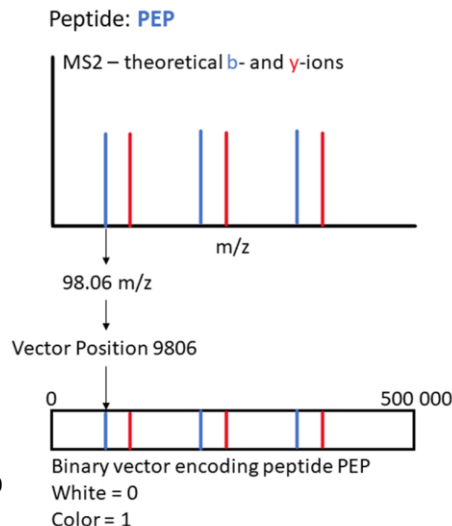 Peptide: PEP
MS2 – theoretical b- and y-ions
m/z
98.06 m/z
Vector Position 9806
0 500 000
Binary vector encoding peptide PEP
White = 0
Color = 1